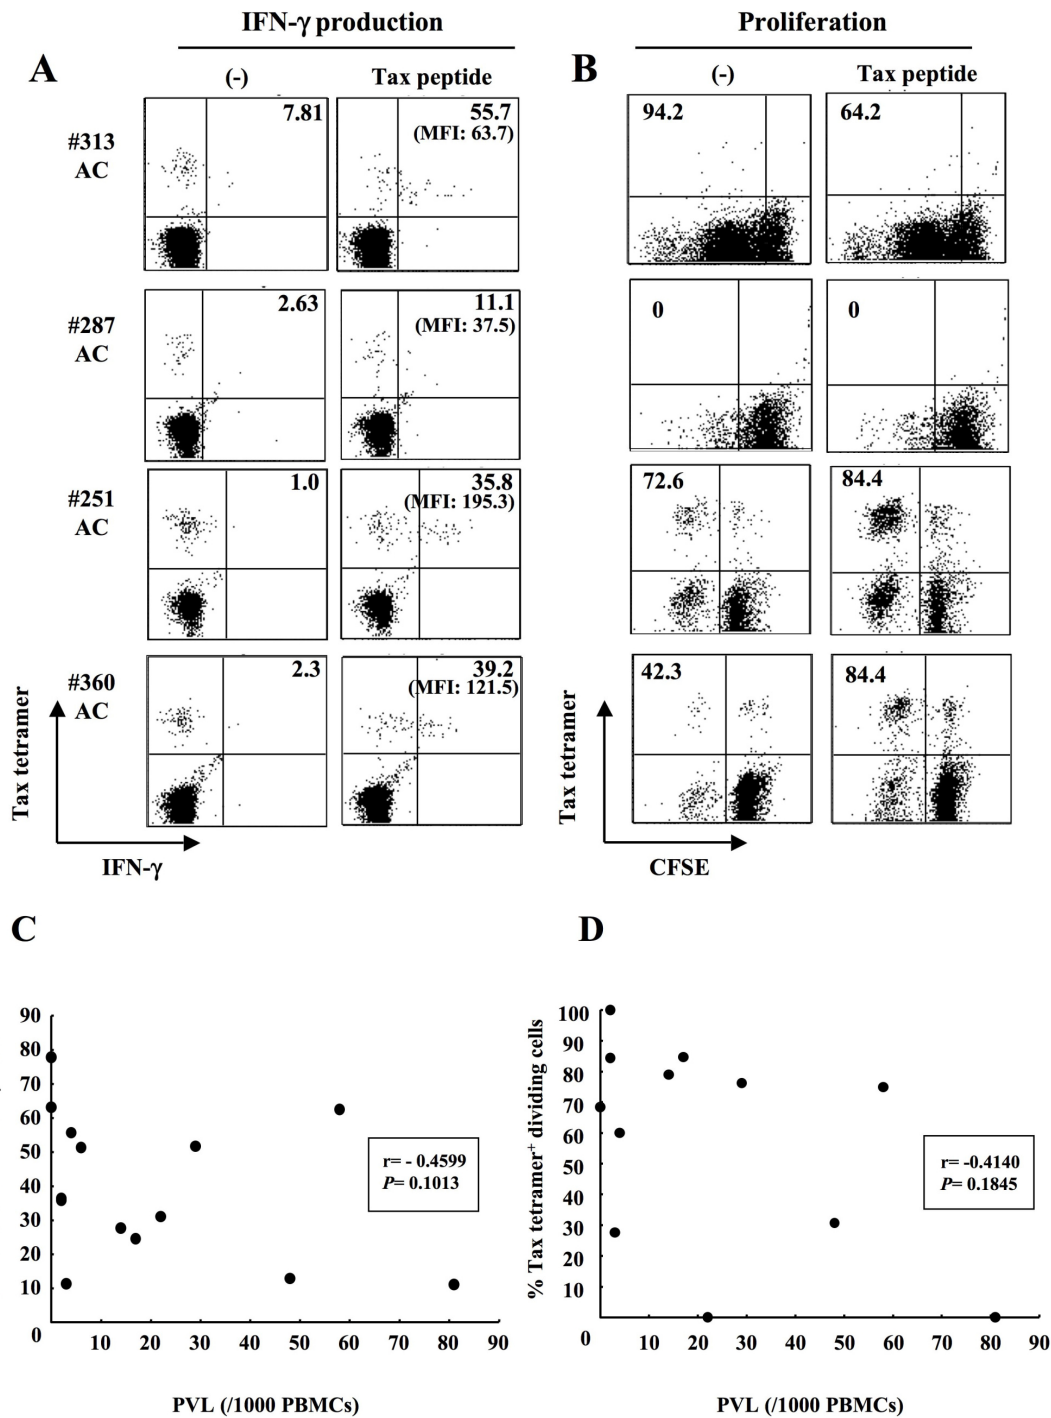 IFN-γ production
Proliferation
A
(-)
Tax peptide
B
(-)
Tax peptide
#313
AC
7.81
55.7
(MFI: 63.7)
94.2
64.2
#287
AC
2.63
11.1
(MFI: 37.5)
0
0
#251
AC
1.0
35.8
(MFI: 195.3)
72.6
84.4
#360
AC
2.3
39.2
(MFI: 121.5)
42.3
84.4
Tax tetramer
IFN-γ
Tax tetramer
CFSE
C
90
80
70
60
50
40
30
20
10
0
10 20 30 40 50 60 70 80 90
r= - 0.4599
P= 0.1013
PVL (/1000 PBMCs)
D
% Tax tetramer+ dividing cells
100
90
80
70
60
50
40
30
20
10
0
10 20 30 40 50 60 70 80 90
r= -0.4140
P= 0.1845
PVL (/1000 PBMCs)